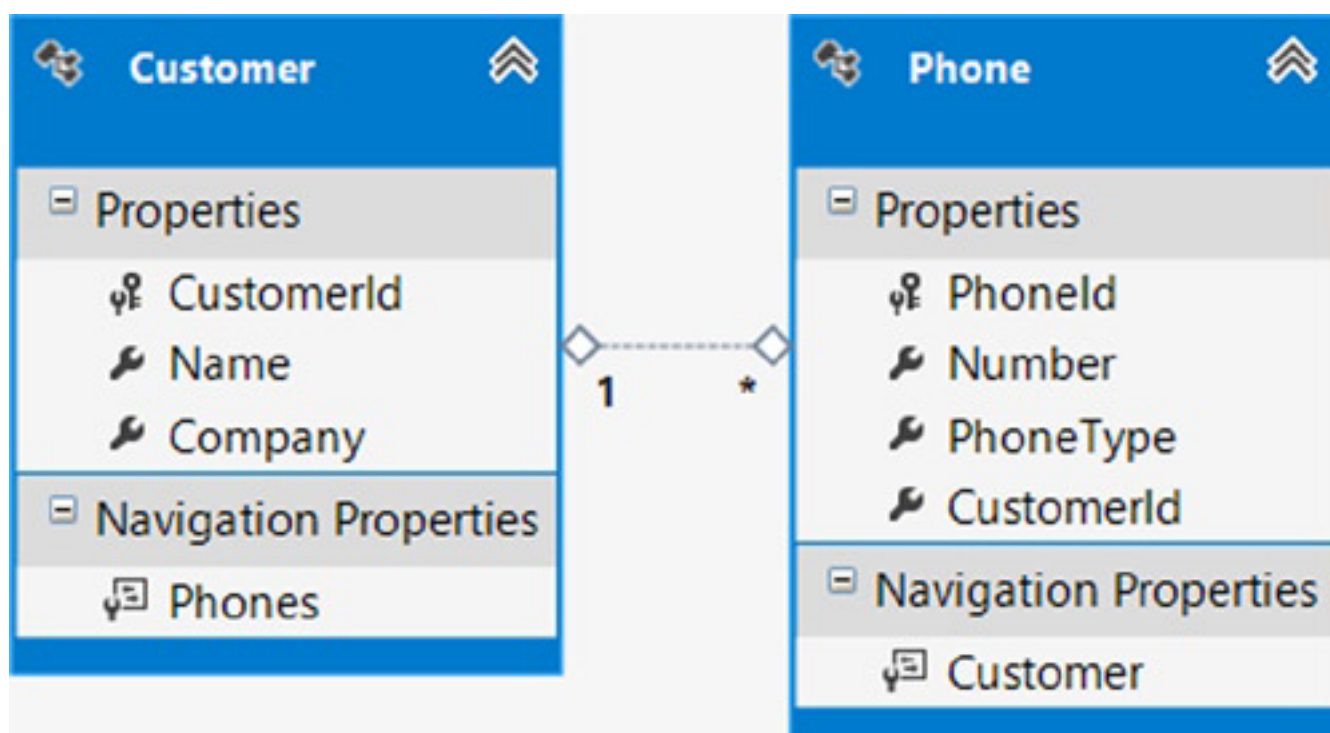 Customer
Properties
CustomerId
Name
Company
Navigation Properties
Phones
1
*
Phone
Properties
PhoneId
Number
PhoneType
CustomerId
Navigation Properties
Customer